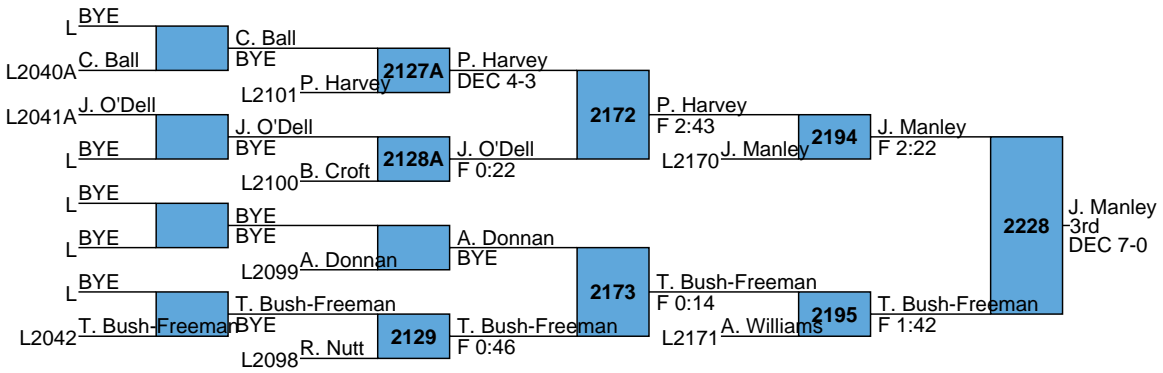 L BYE
L2040A C. Ball
C. Ball
BYE
L2101 P. Harvey
2127A
P. Harvey
DEC 4-3
L2041A J. O'Dell
L BYE
J. O'Dell
BYE
L2100 B. Croft
2128A
J. O'Dell
F 0:22
2172
P. Harvey
F 2:43
L2170 J. Manley
2194
J. Manley
F 2:22
L BYE
L BYE
BYE
BYE
L2099 A. Donnan
A. Donnan
BYE
L BYE
L2042 T. Bush-Freeman
T. Bush-Freeman
BYE
L2098 R. Nutt
2129
T. Bush-Freeman
F 0:46
2173
T. Bush-Freeman
F 0:14
L2171 A. Williams
2195
T. Bush-Freeman
F 1:42
2228
J. Manley
3rd
DEC 7-0